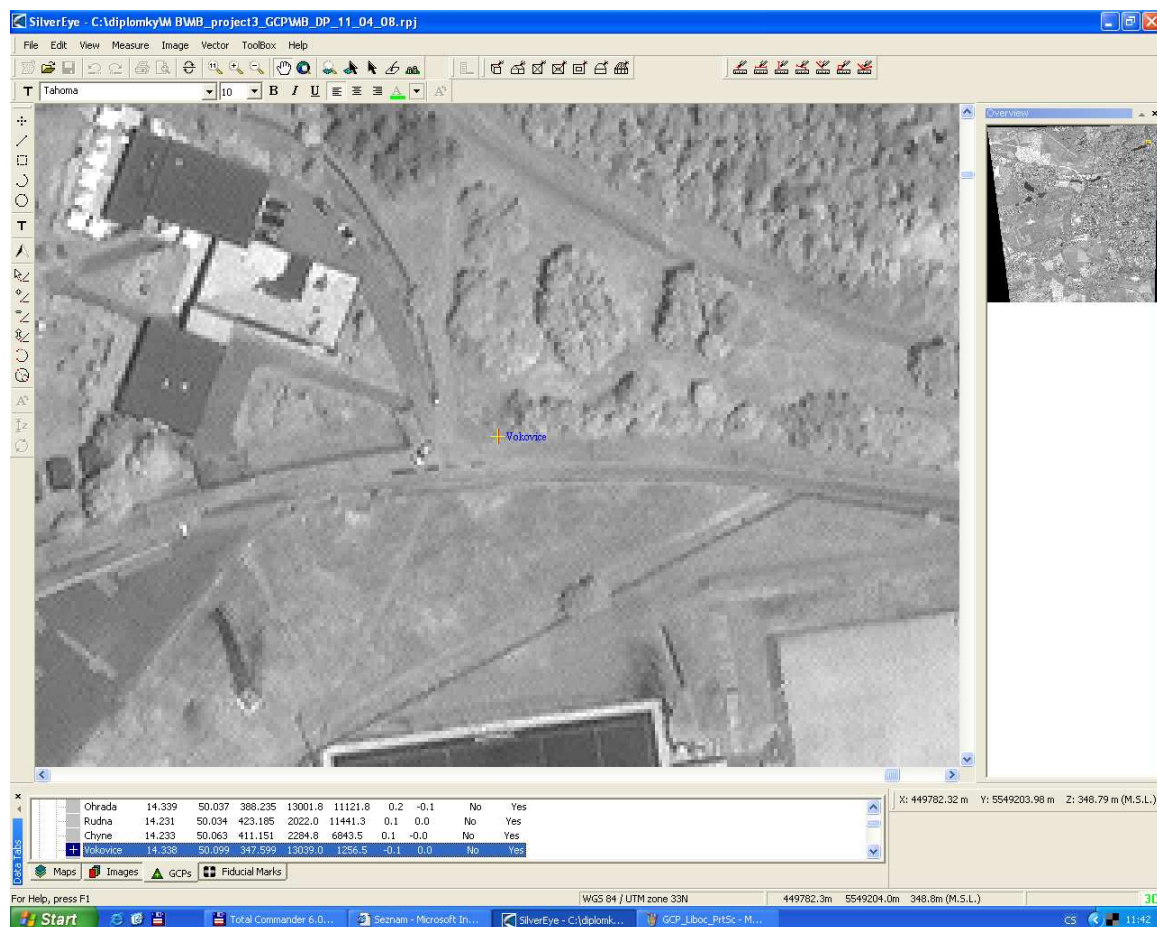 SilverEye - C:\diplomky\M B\MB_project3_GCP\MB_DP_11_04_08.rpj
File Edit View Measure Image Vector ToolBox Help
T Tahoma 10 B I U
Overview
T
Vokovice
Ohrada 14.339 50.037 388.235 13001.8 11121.8 0.2 -0.1 No Yes
Rudna 14.231 50.034 423.185 2022.0 11441.3 0.1 0.0 No Yes
Chyne 14.233 50.063 411.151 2284.8 6843.5 0.1 -0.0 No Yes
Vokovice 14.338 50.099 347.599 13039.0 1256.5 -0.1 0.0 No Yes
X: 449782.32 m Y: 5549203.98 m Z: 348.79 m (M.S.L.)
Data Tabs
Maps Images GCPs Fiducial Marks
For Help, press F1 WGS 84 / UTM zone 33N 449782.3m 5549204.0m 348.8m (M.S.L.) 3D
Start Total Commander 6.0... Seznam - Microsoft In... SilverEye - C:\diplomk... GCP_Liboc_PrtSc - M... CS 11:42